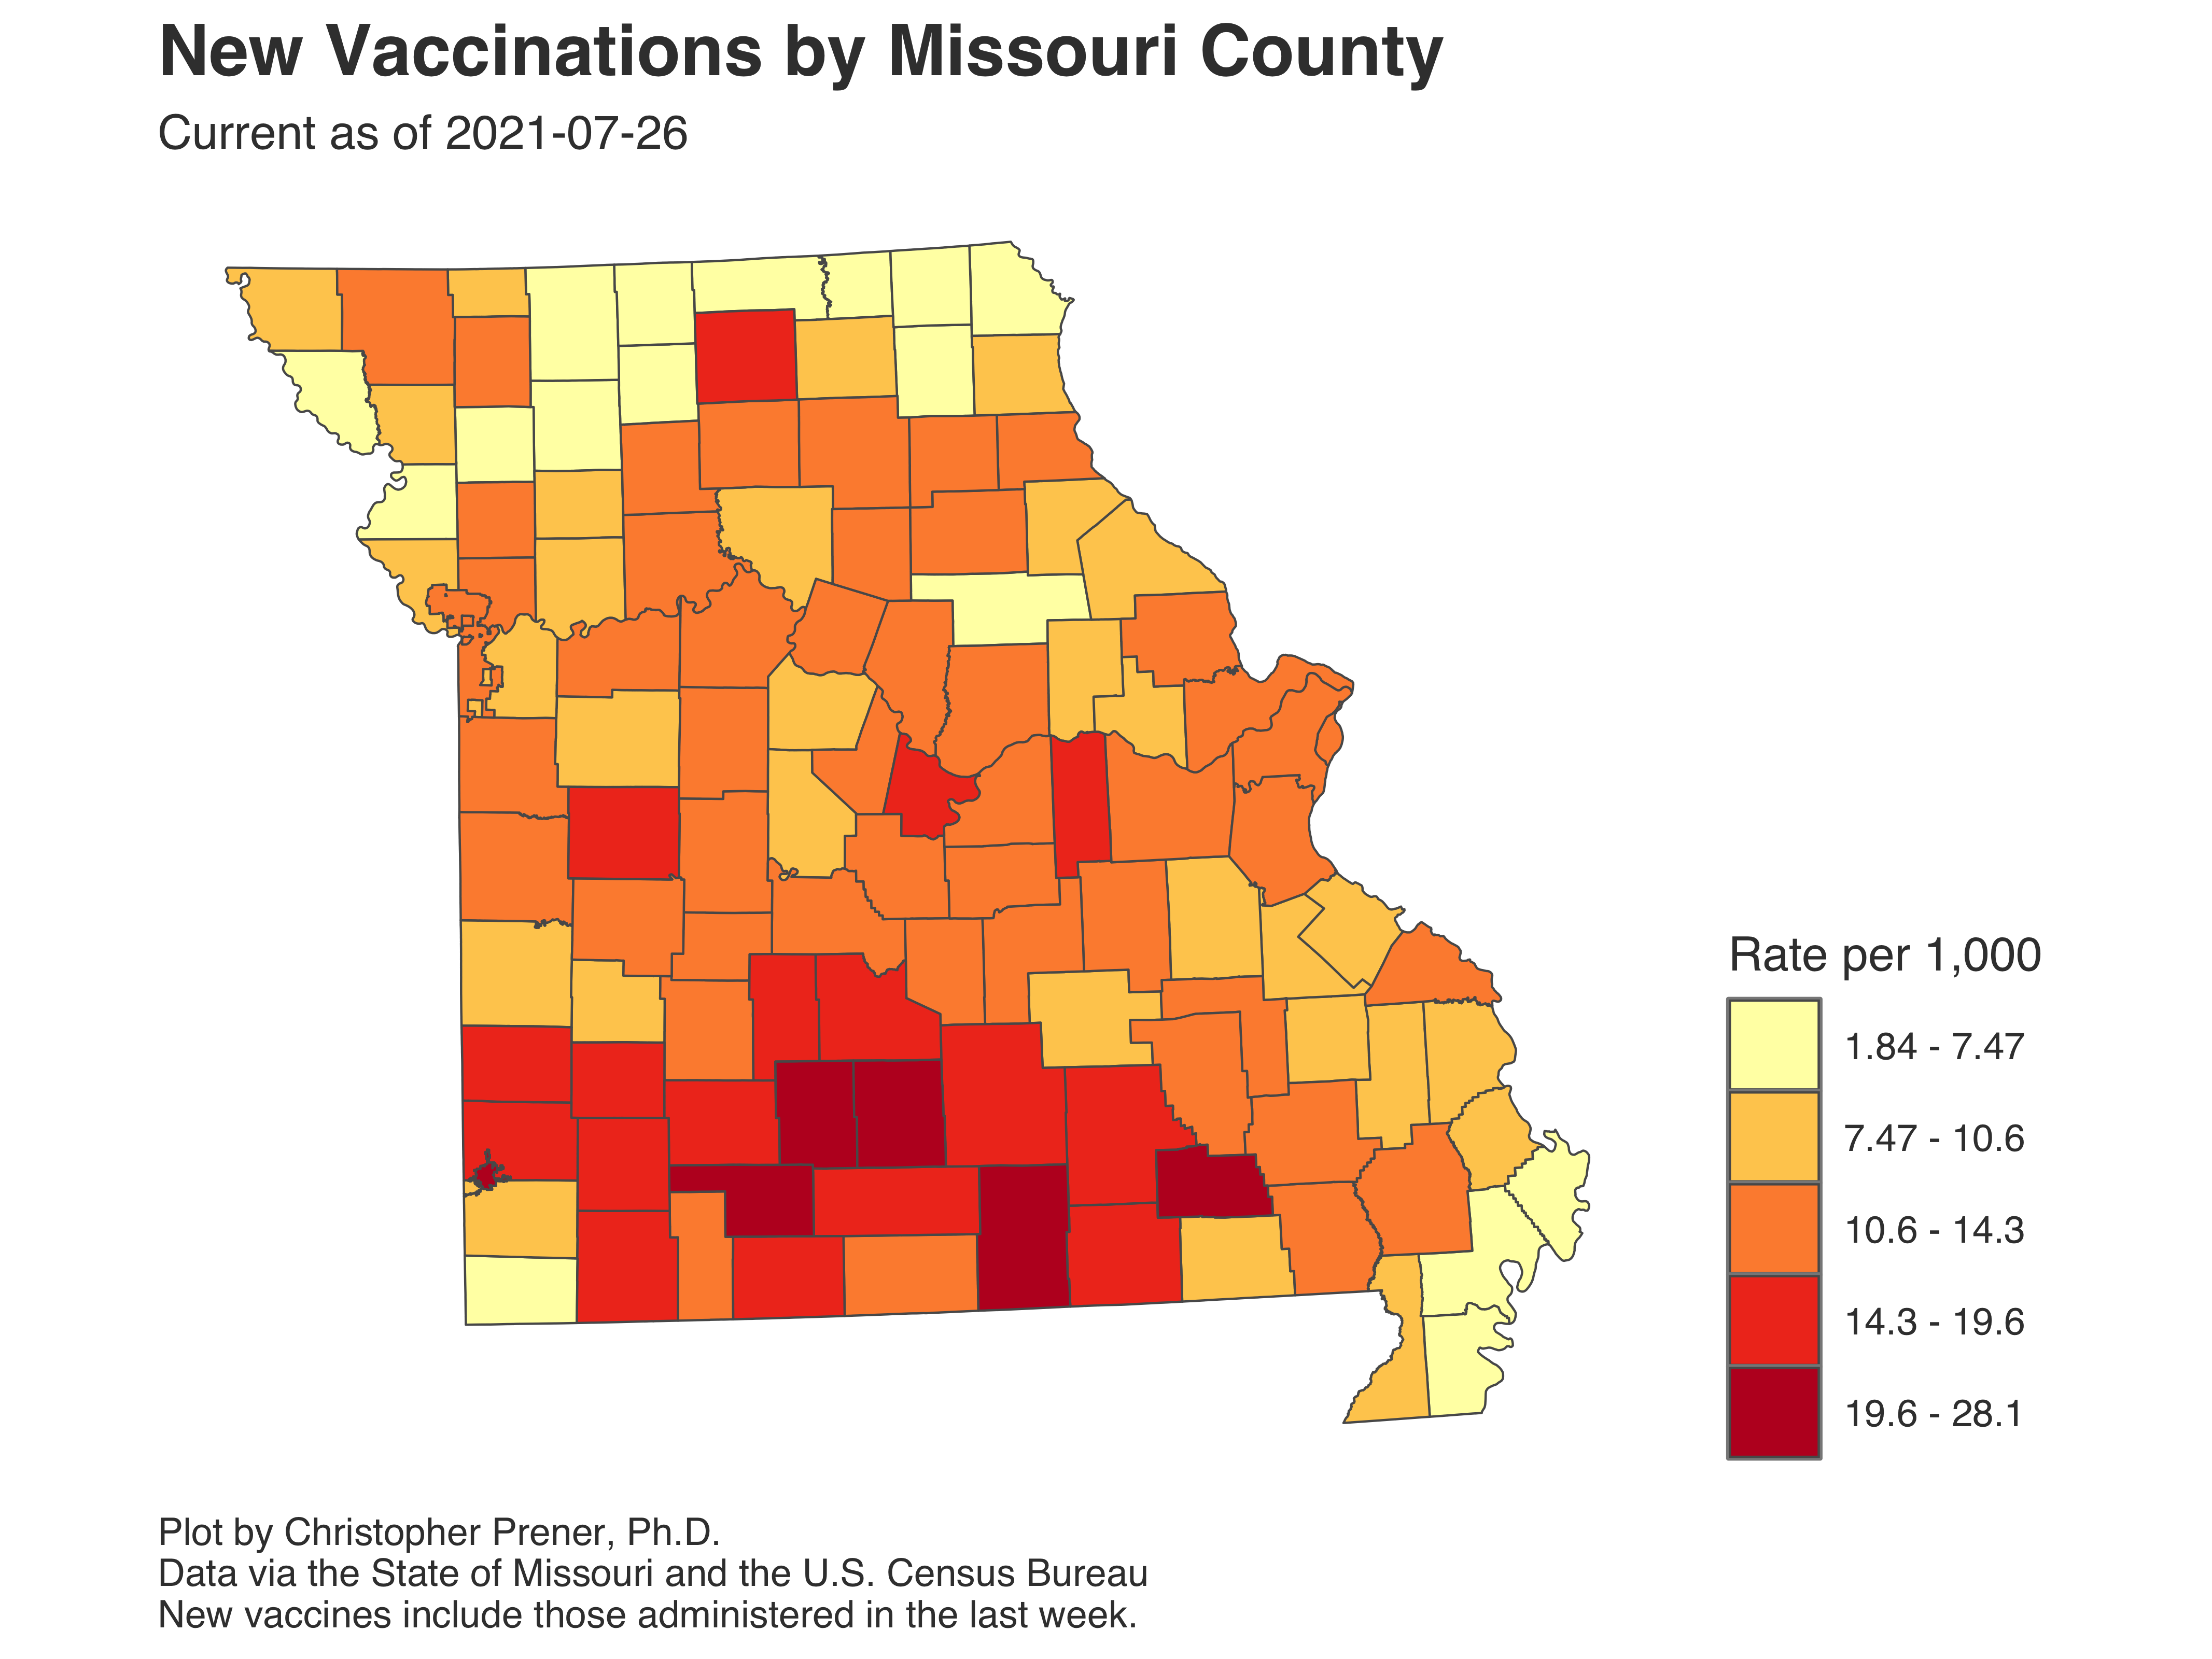 New Vaccinations by Missouri County
Current as of 2021-07-26
Rate per 1,000
1.84 - 7.47
7.47 - 10.6
10.6 - 14.3
14.3 - 19.6
19.6 - 28.1
Plot by Christopher Prener, Ph.D.
Data via the State of Missouri and the U.S. Census Bureau
New vaccines include those administered in the last week.